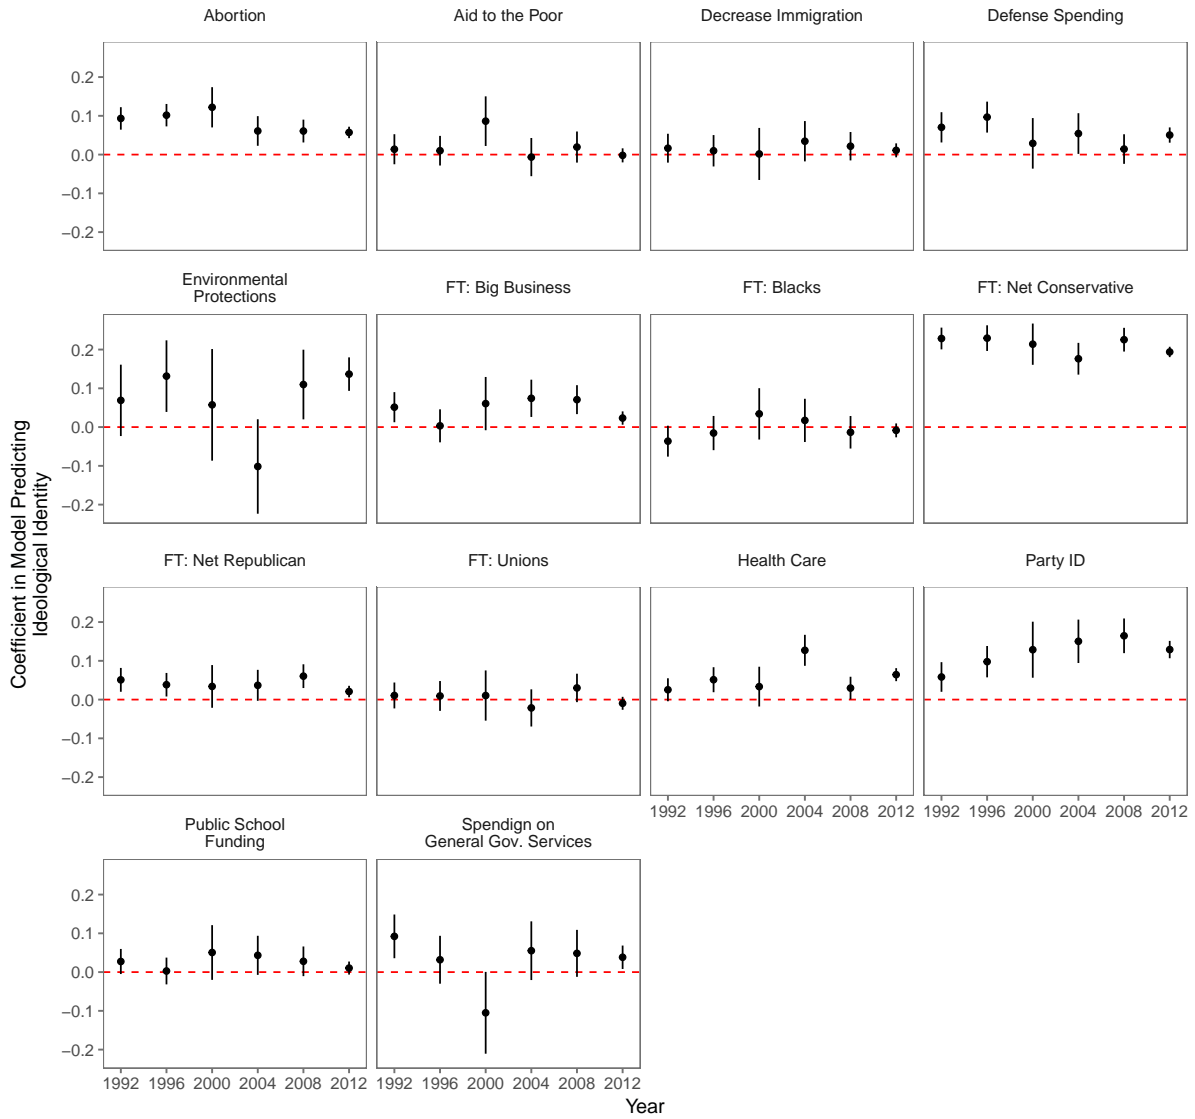 Abortion
Aid to the Poor
Decrease Immigration
Defense Spending
0.2
0.1
0.0
−0.1
−0.2
Environmental
Protections
FT: Big Business
FT: Blacks
FT: Net Conservative
0.2
0.1
0.0
−0.1
−0.2
Coefficient in Model Predicting
Ideological Identity
FT: Net Republican
FT: Unions
Health Care
Party ID
0.2
0.1
0.0
−0.1
−0.2
1992 1996 2000 2004 2008 2012
1992 1996 2000 2004 2008 2012
Public School
Funding
Spendign on
General Gov. Services
0.2
0.1
0.0
−0.1
−0.2
1992 1996 2000 2004 2008 2012
1992 1996 2000 2004 2008 2012
Year